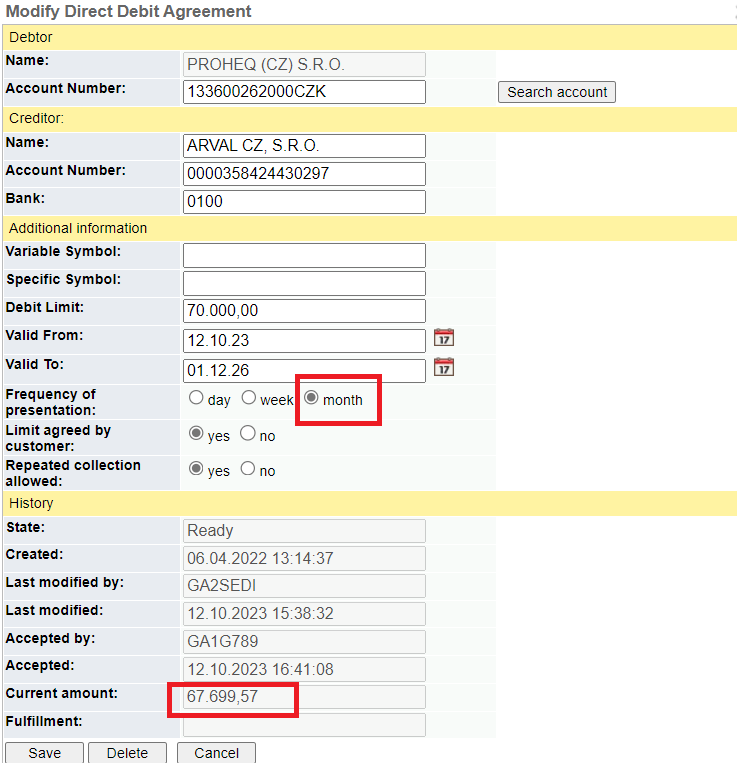 Modify Direct Debit Agreement
Debtor
Name: PROHEQ (CZ) S.R.O.
Account Number: 133600262000CZK Search account
Creditor:
Name: ARVAL CZ, S.R.O.
Account Number: 0000358424430297
Bank: 0100
Additional information
Variable Symbol:
Specific Symbol:
Debit Limit: 70.000,00
Valid From: 12.10.23 17
Valid To: 01.12.26 17
Frequency of
presentation: day week month
Limit agreed by
customer: yes no
Repeated collection
allowed: yes no
History
State: Ready
Created: 06.04.2022 13:14:37
Last modified by: GA2SEDI
Last modified: 12.10.2023 15:38:32
Accepted by: GA1G789
Accepted: 12.10.2023 16:41:08
Current amount: 67.699,57
Fulfillment:
Save Delete Cancel